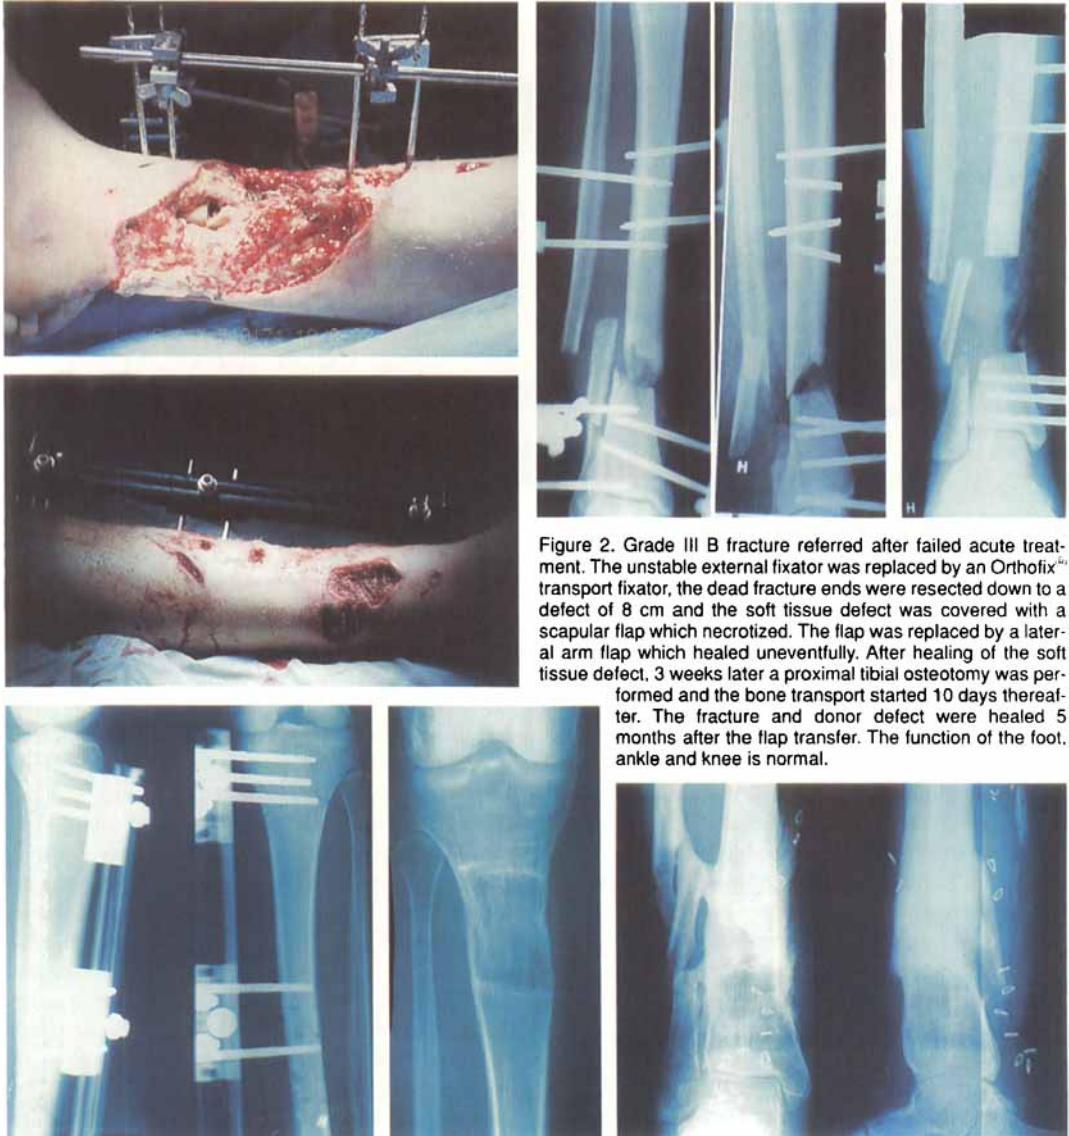 H
H
Figure 2. Grade III B fracture referred after failed acute treat-
ment. The unstable external fixator was replaced by an Orthofix®
transport fixator, the dead fracture ends were resected down to a
defect of 8 cm and the soft tissue defect was covered with a
scapular flap which necrotized. The flap was replaced by a later-
al arm flap which healed uneventfully. After healing of the soft
tissue defect, 3 weeks later a proximal tibial osteotomy was per-
formed and the bone transport started 10 days thereaf-
ter. The fracture and donor defect were healed 5
months after the flap transfer. The function of the foot,
ankle and knee is normal.